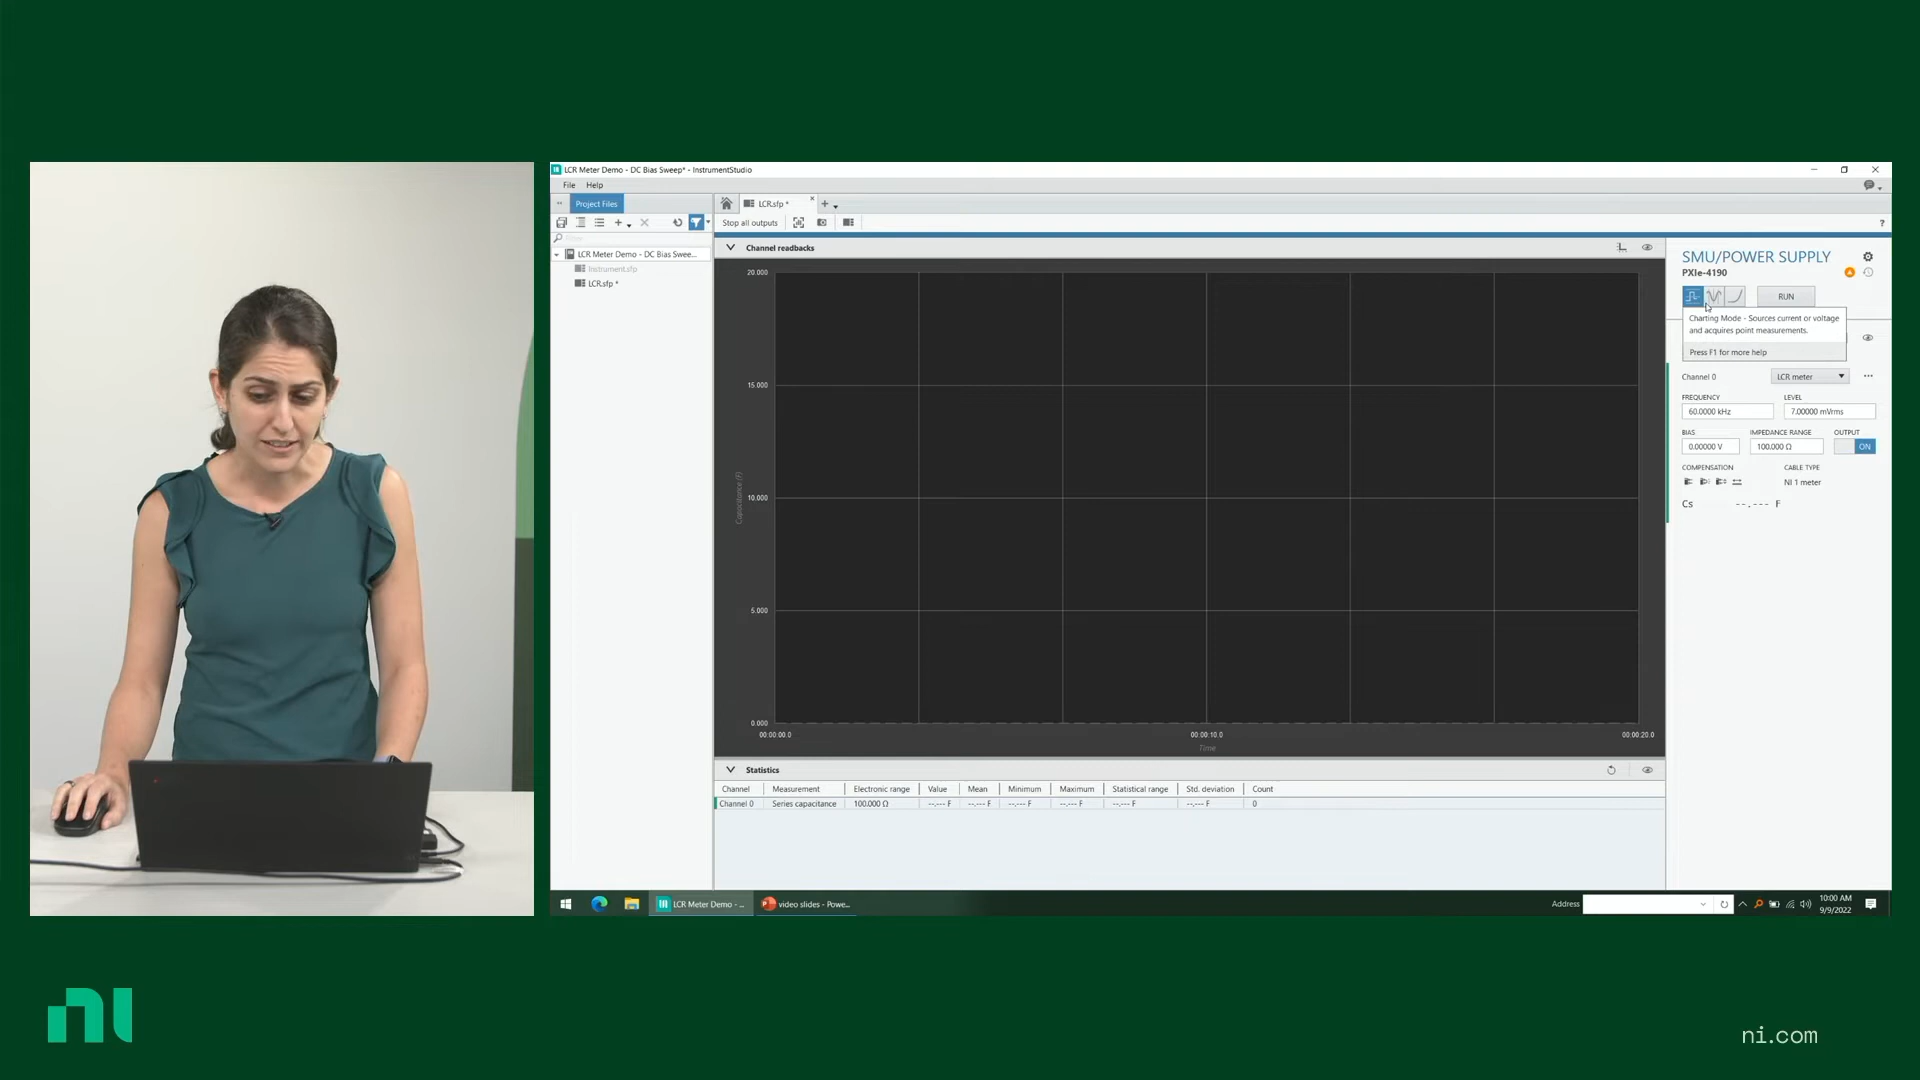 LCR Meter Demo - DC Bias Sweep* - InstrumentStudio
File Help
Project Files
LCR.sfp *
Stop all outputs
?
LCR Meter Demo - DC Bias Swee...
Instrument.sfp
LCR.sfp *
Channel readbacks
20.000
15.000
10.000
5.000
0.000
Capacitance (F)
00:00:00.0
00:00:10.0
00:00:20.0
Time
Statistics
Channel Measurement Electronic range Value Mean Minimum Maximum Statistical range Std. deviation Count
Channel 0 Series capacitance 100.000 Ω --.--- F --.--- F --.--- F --.--- F --.--- F --.--- F 0
SMU/POWER SUPPLY
PXIe-4190
RUN
Charting Mode - Sources current or voltage
and acquires point measurements.
Press F1 for more help
Channel 0 LCR meter
FREQUENCY LEVEL
60.0000 kHz 7.00000 mVrms
BIAS IMPEDANCE RANGE OUTPUT
0.00000 V 100.000 Ω ON
COMPENSATION CABLE TYPE
NI 1 meter
Cs --.--- F
LCR Meter Demo - ...
video slides - Powe...
Address
10:00 AM
9/9/2022
ni
ni.com